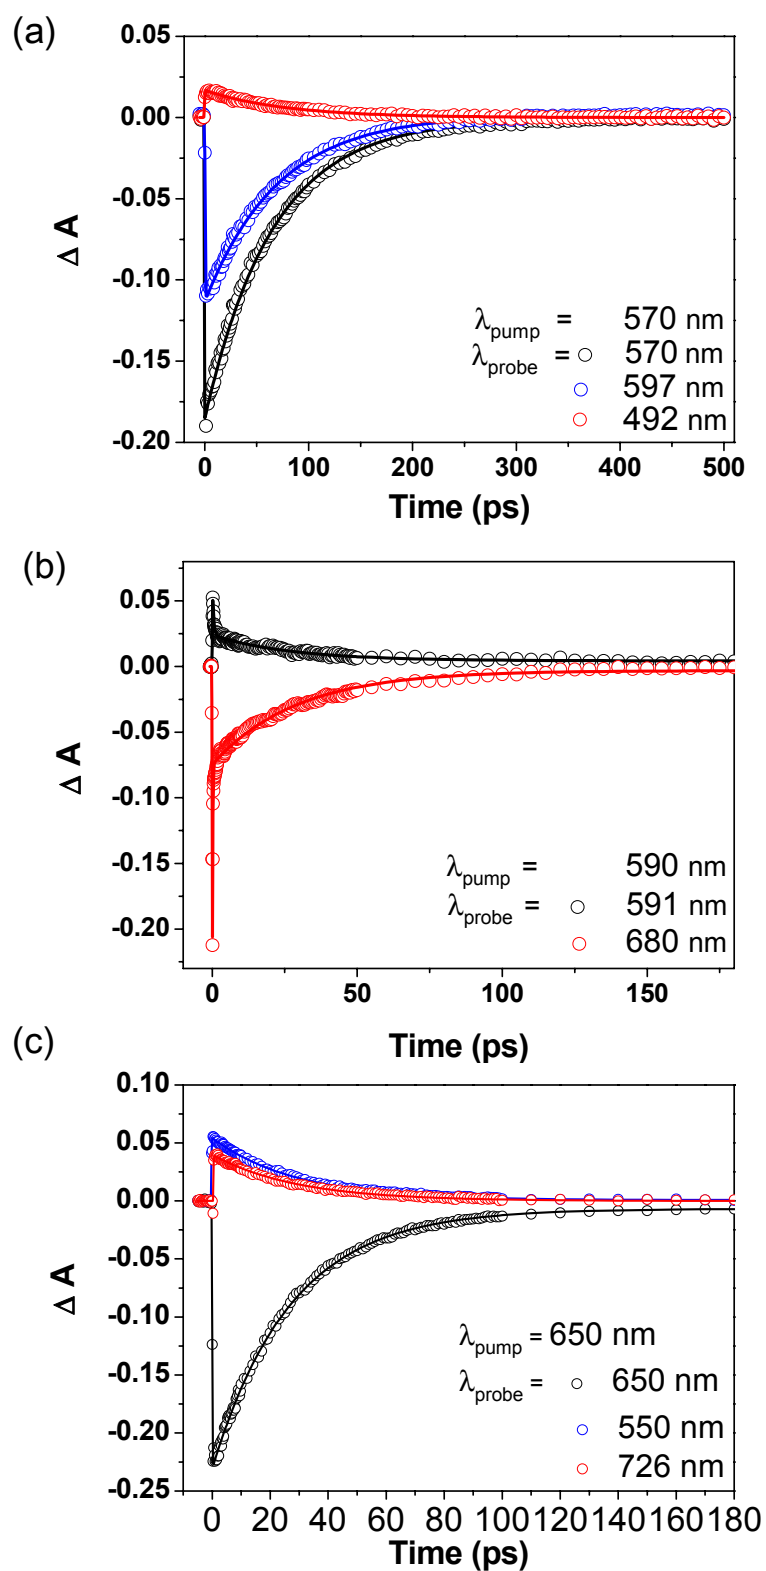 (a)
0.05
0.00
-0.05
-0.10
-0.15
-0.20
Δ A
λpump = 570 nm
λprobe = 570 nm
597 nm
492 nm
0 100 200 300 400 500
Time (ps)
(b)
0.05
0.00
-0.05
-0.10
-0.15
-0.20
Δ A
λpump = 590 nm
λprobe = 591 nm
680 nm
0 50 100 150
Time (ps)
(c)
0.10
0.05
0.00
-0.05
-0.10
-0.15
-0.20
-0.25
Δ A
λpump = 650 nm
λprobe = 650 nm
550 nm
726 nm
0 20 40 60 80 100 120 140 160 180
Time (ps)